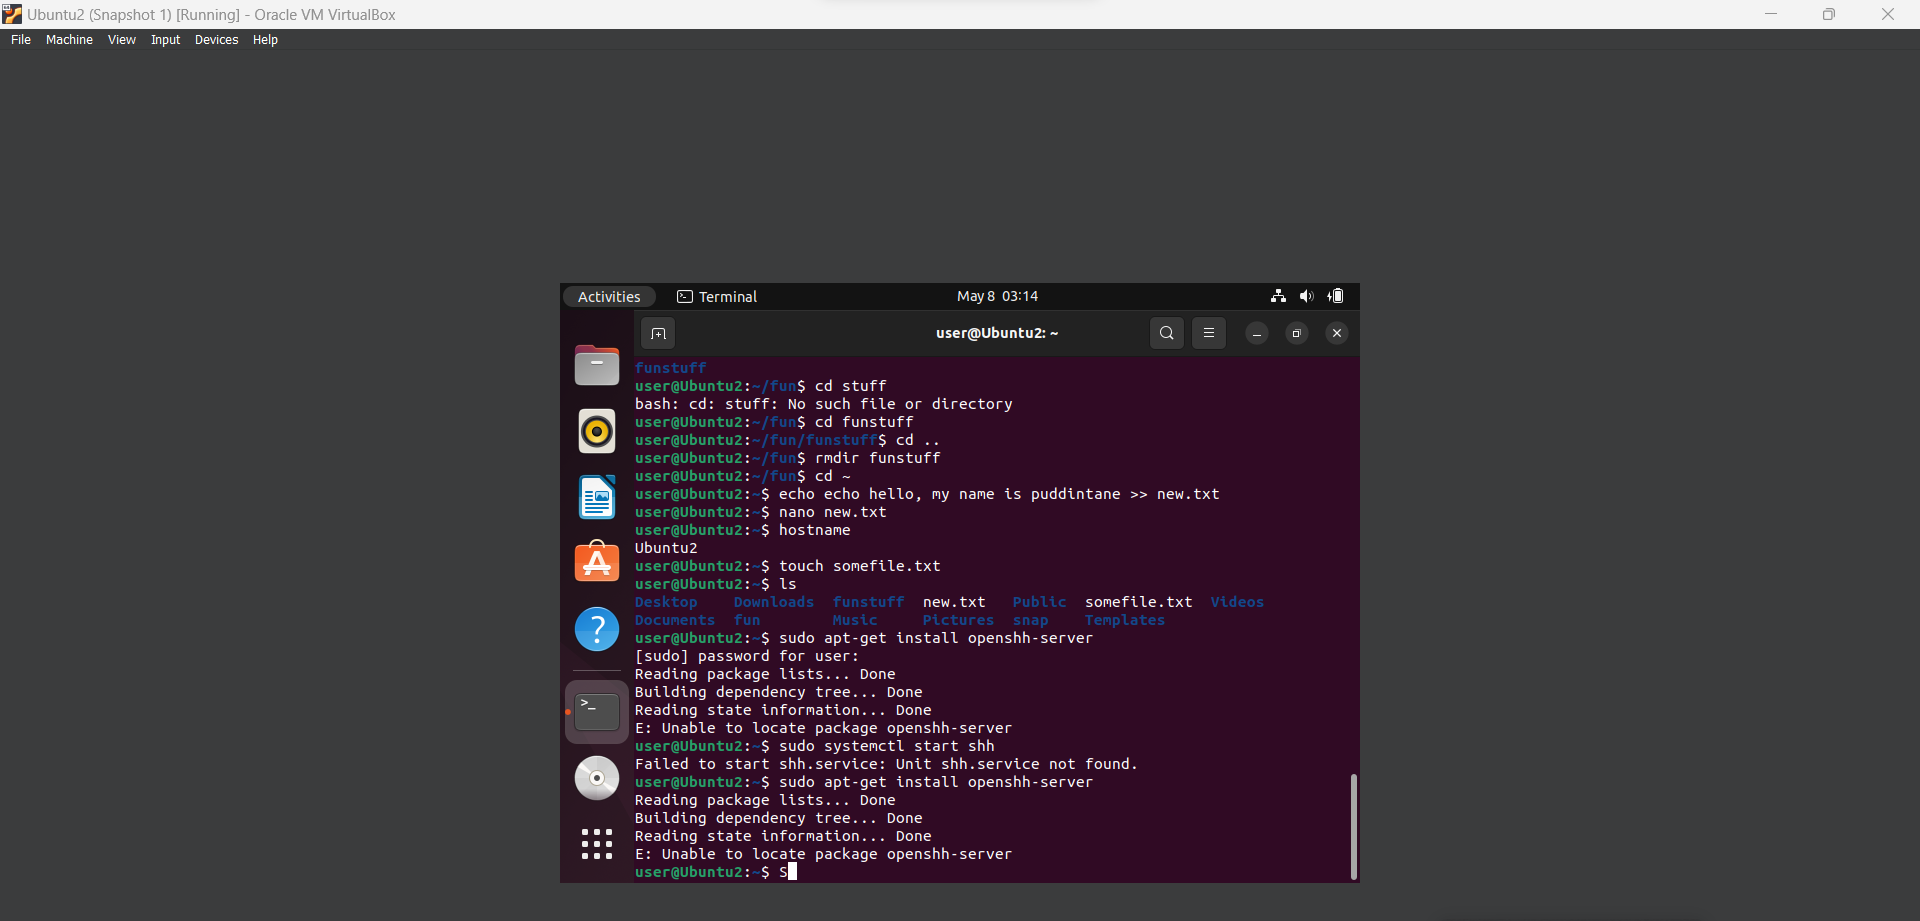 Ubuntu2 (Snapshot 1) [Running] - Oracle VM VirtualBox
File Machine View Input Devices Help
Activities Terminal May 8 03:14
user@Ubuntu2: ~
funstuff
user@Ubuntu2:~/fun$ cd stuff
bash: cd: stuff: No such file or directory
user@Ubuntu2:~/fun$ cd funstuff
user@Ubuntu2:~/fun/funstuff$ cd ..
user@Ubuntu2:~/fun$ rmdir funstuff
user@Ubuntu2:~/fun$ cd ~
user@Ubuntu2:~$ echo echo hello, my name is puddintane >> new.txt
user@Ubuntu2:~$ nano new.txt
user@Ubuntu2:~$ hostname
Ubuntu2
user@Ubuntu2:~$ touch somefile.txt
user@Ubuntu2:~$ ls
Desktop Downloads funstuff new.txt Public somefile.txt Videos
Documents fun Music Pictures snap Templates
user@Ubuntu2:~$ sudo apt-get install openshh-server
[sudo] password for user:
Reading package lists... Done
Building dependency tree... Done
Reading state information... Done
E: Unable to locate package openshh-server
user@Ubuntu2:~$ sudo systemctl start shh
Failed to start shh.service: Unit shh.service not found.
user@Ubuntu2:~$ sudo apt-get install openshh-server
Reading package lists... Done
Building dependency tree... Done
Reading state information... Done
E: Unable to locate package openshh-server
user@Ubuntu2:~$ S